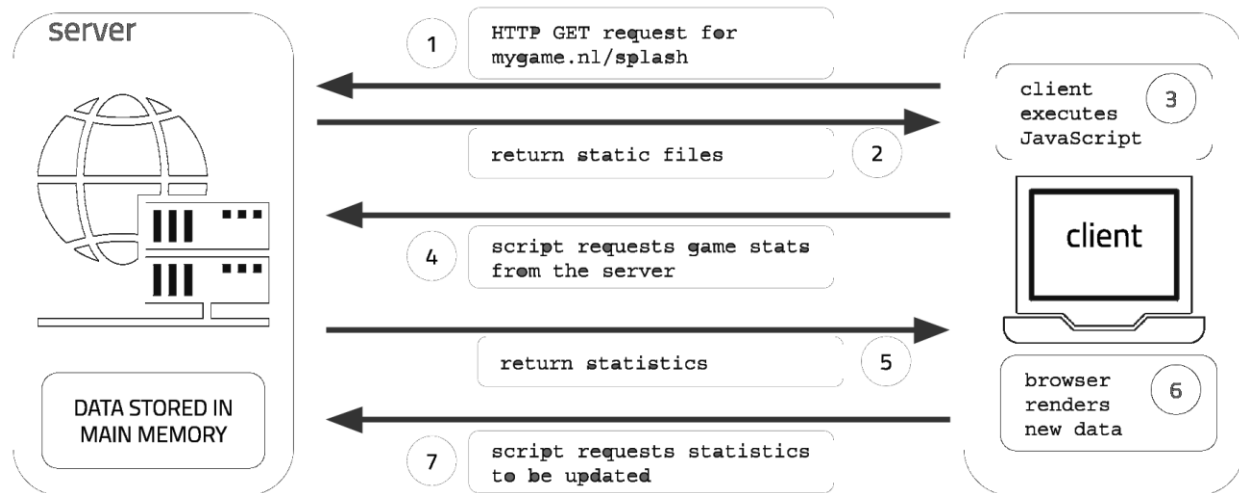 server
1
HTTP GET request for
mygame.nl/splash
client
executes
JavaScript
3
return static files
2
client
4
script requests game stats
from the server
return statistics
5
DATA STORED IN
MAIN MEMORY
browser
renders
new data
6
7
script requests statistics
to be updated